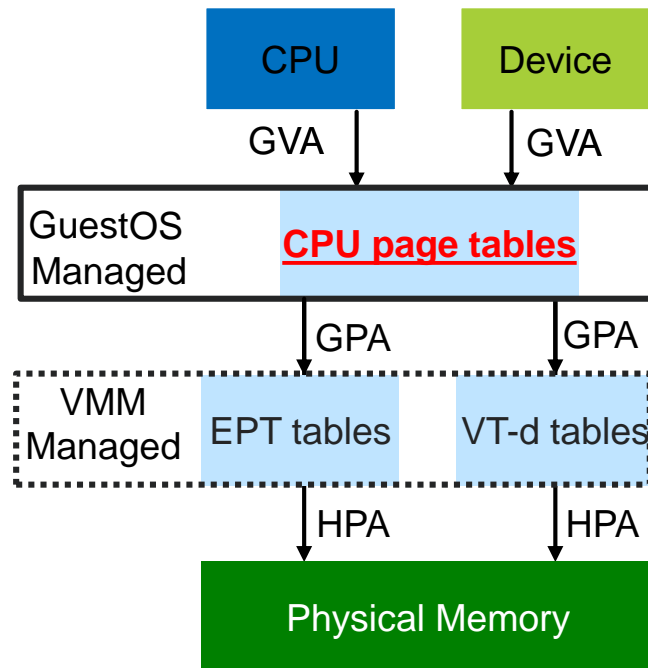 CPU
Device
GVA
GVA
GuestOS
Managed
CPU page tables
GPA
GPA
VMM
Managed
EPT tables
VT-d tables
HPA
HPA
Physical Memory